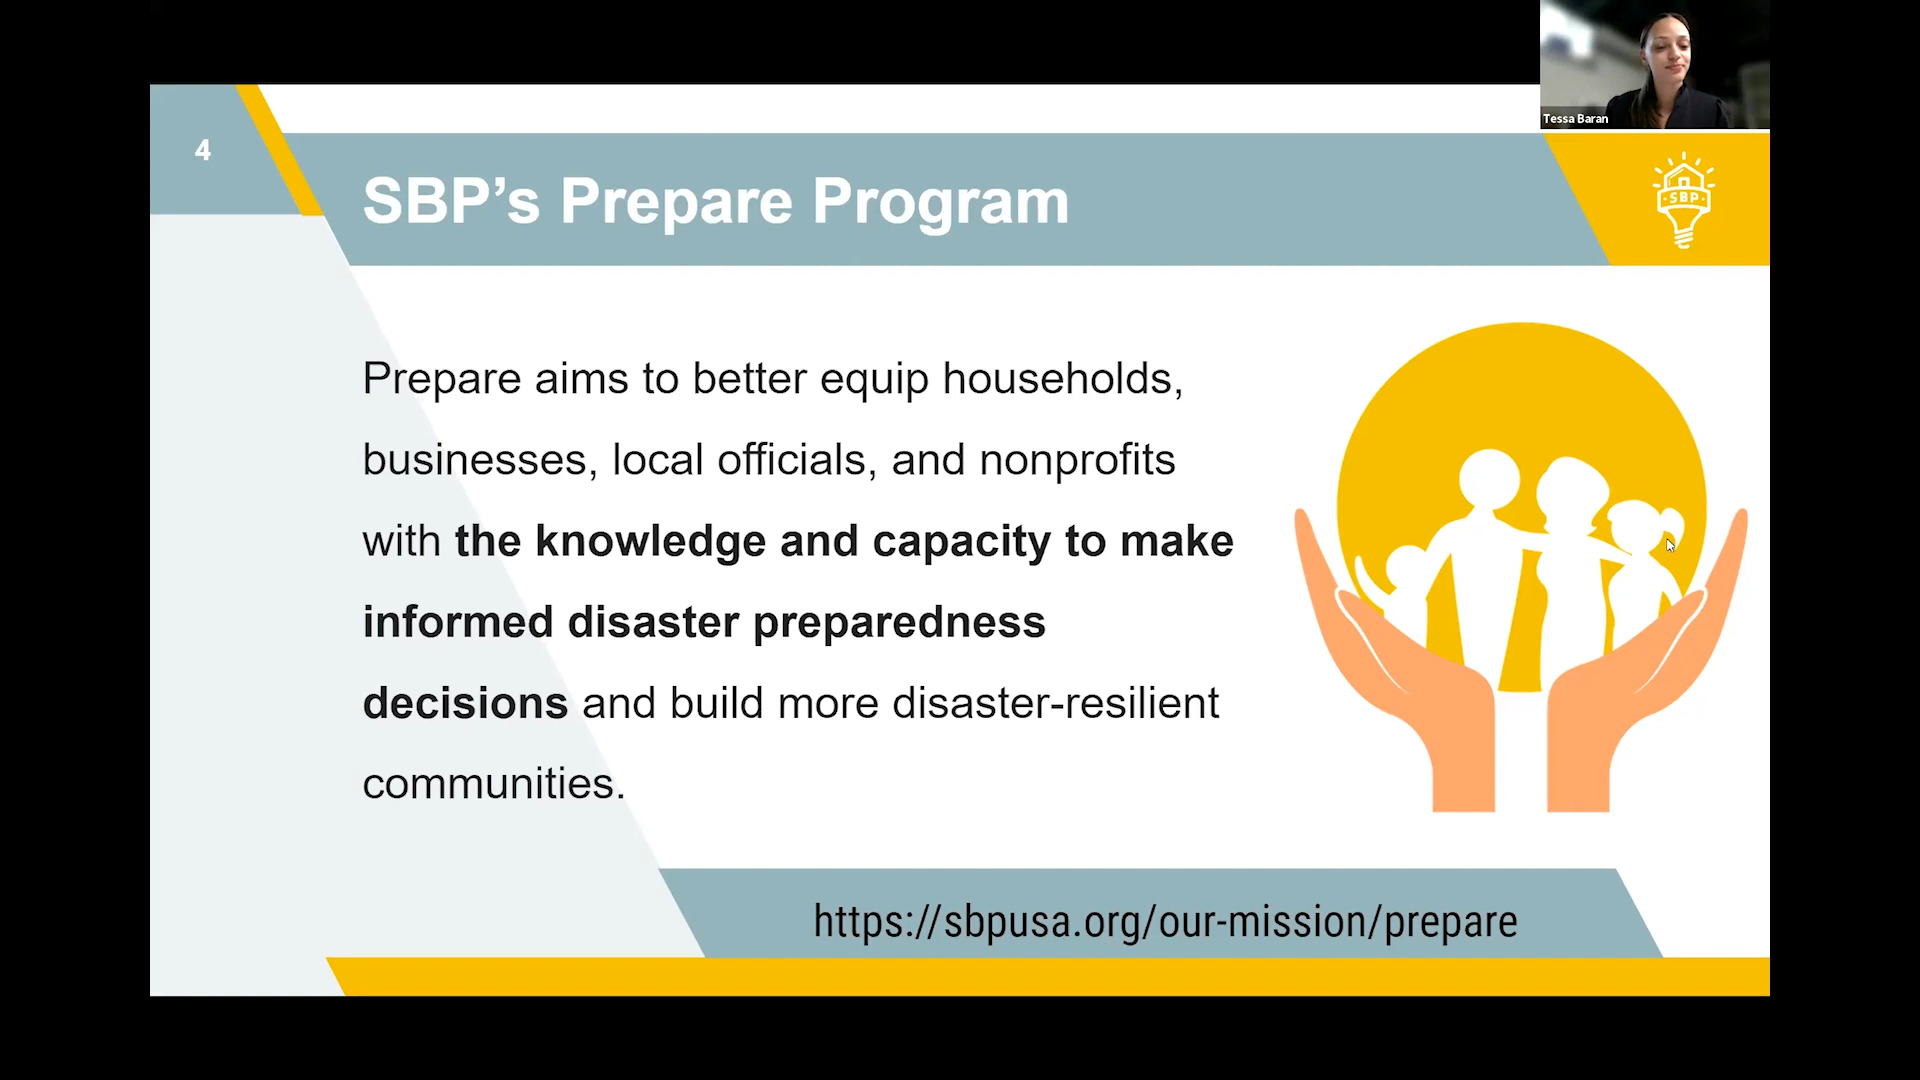 Tessa Baran
4
SBP’s Prepare Program
SBP
Prepare aims to better equip households,
businesses, local officials, and nonprofits
with the knowledge and capacity to make
informed disaster preparedness
decisions and build more disaster-resilient
communities.
https://sbpusa.org/our-mission/prepare